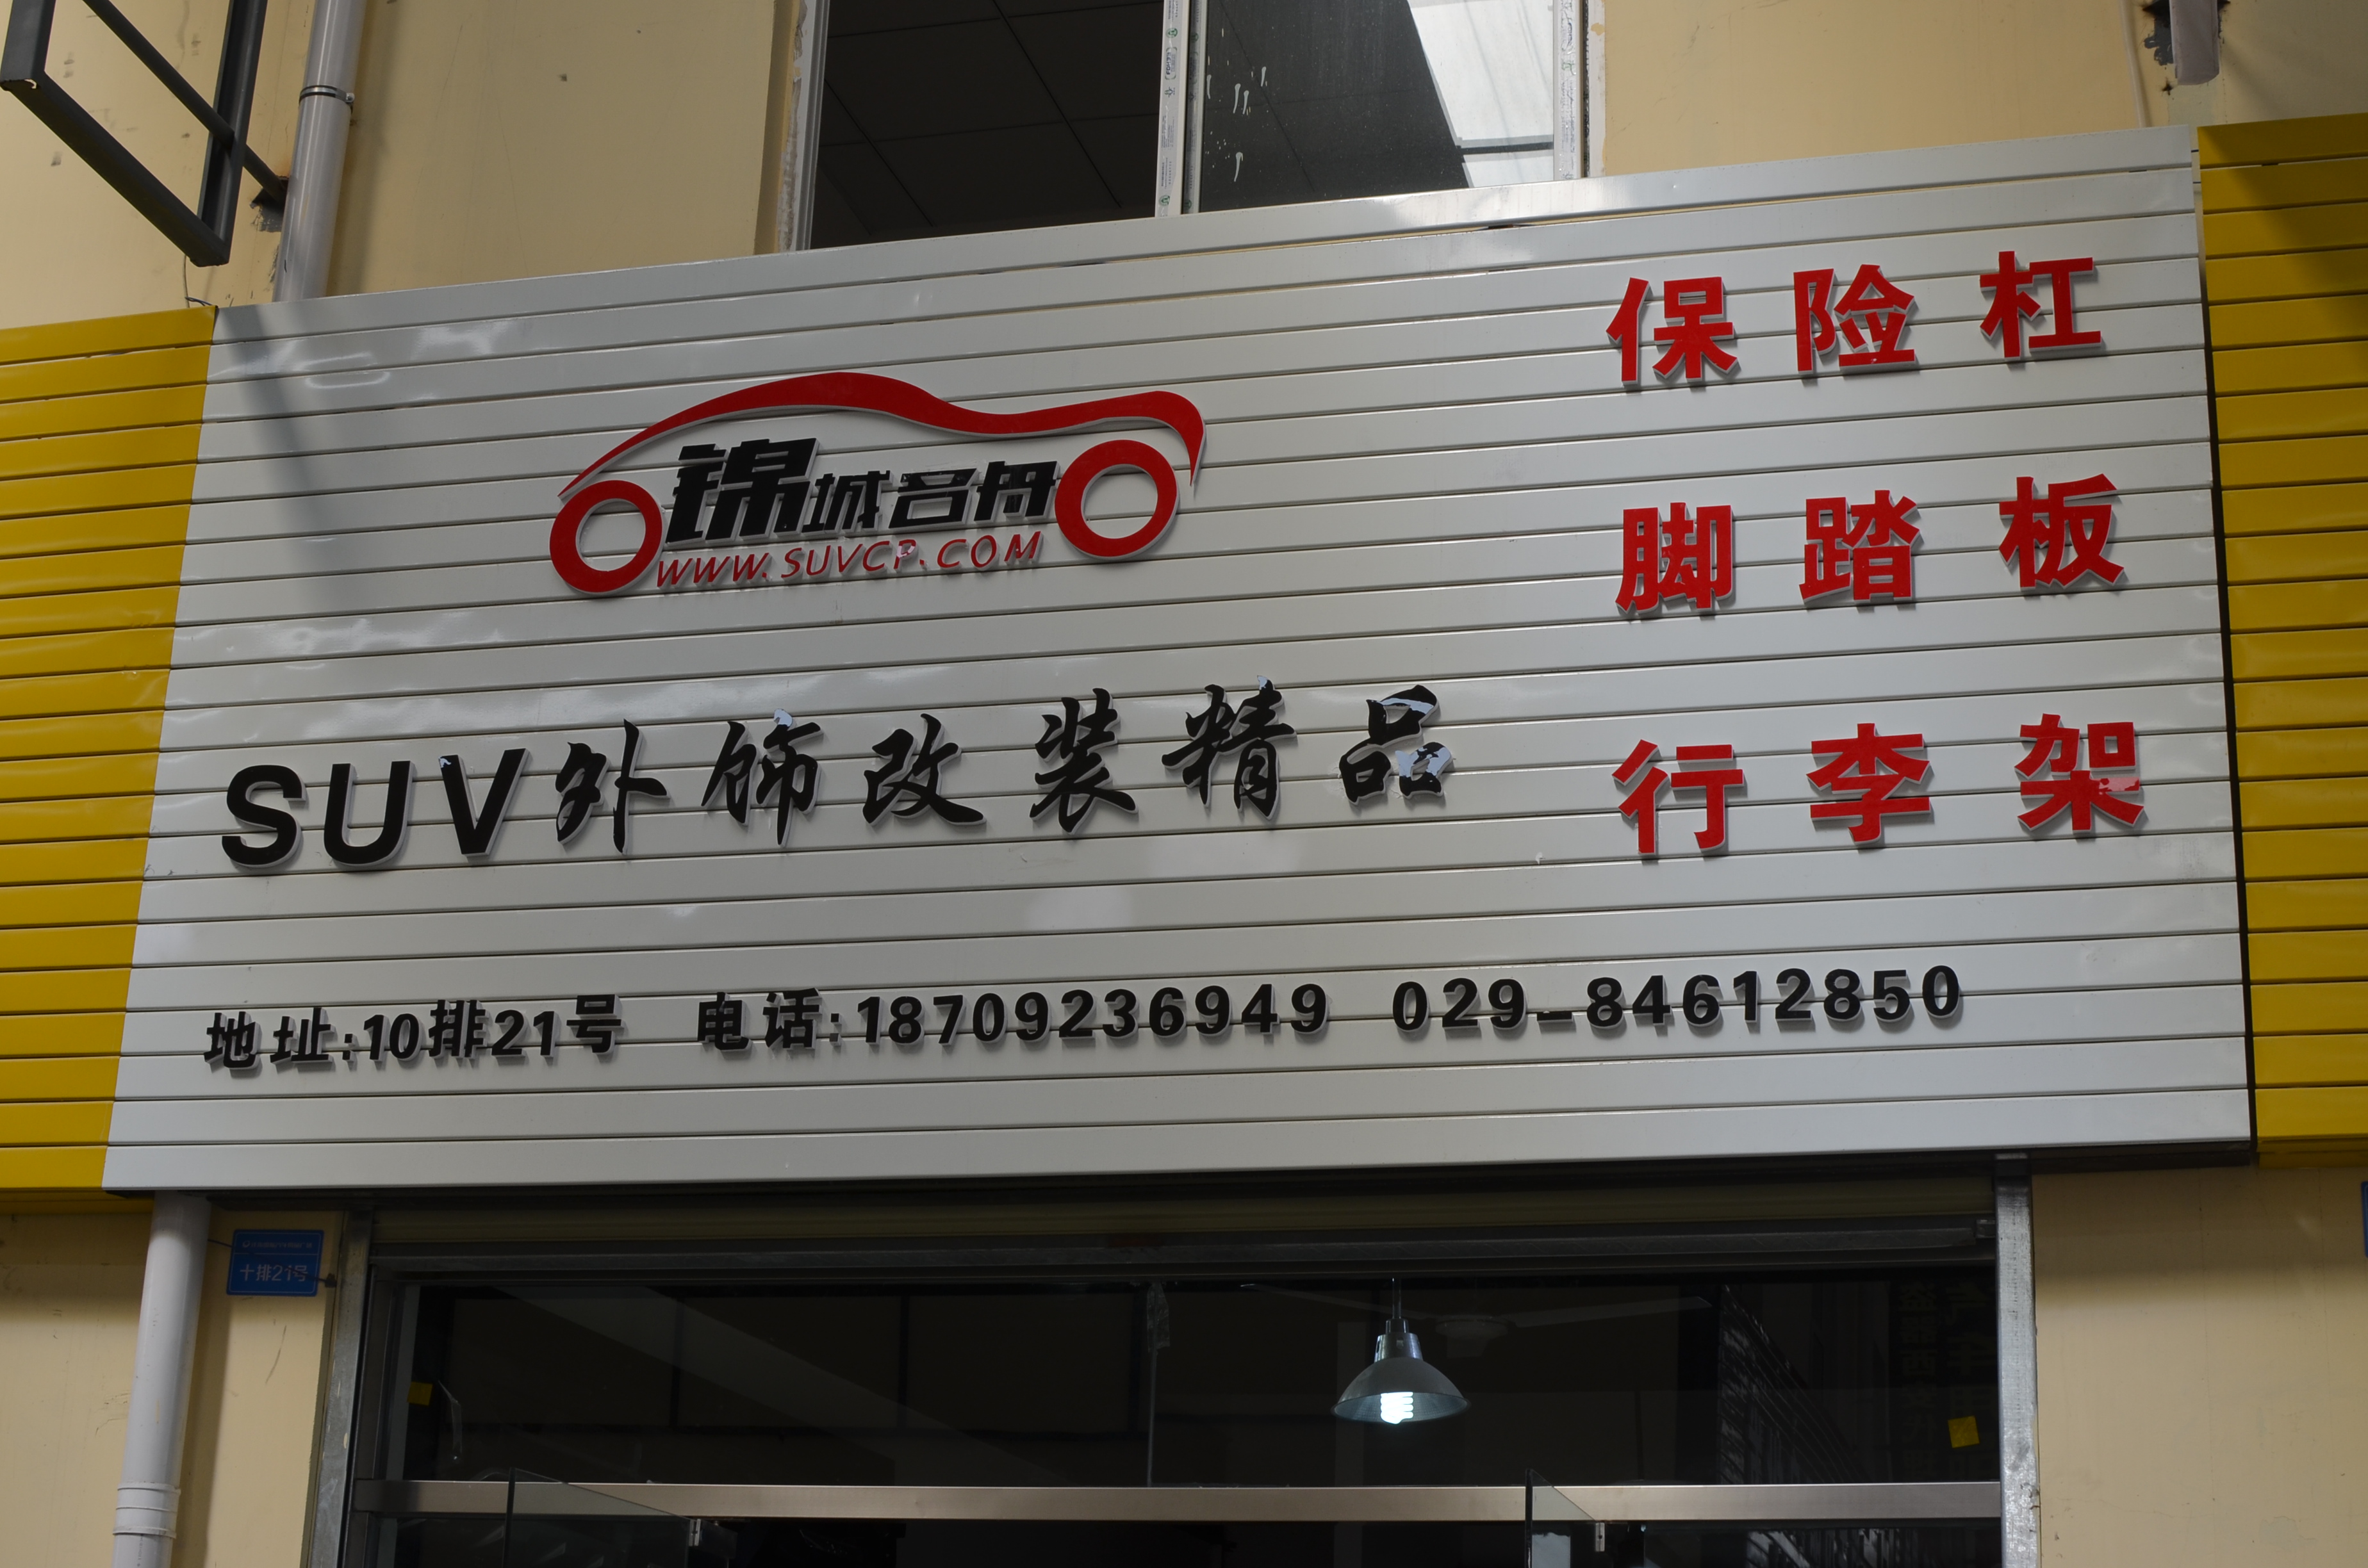 锦城名舟
WWW.SUVCP.COM
SUV外饰改装精品
保险杠
脚踏板
行李架
地址:10排21号 电话:18709236949 029-84612850
十排21号